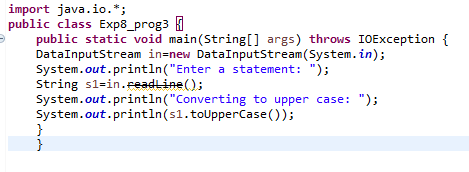 import java.io.*;
public class Exp8_prog3 {
public static void main(String[] args) throws IOException {
DataInputStream in=new DataInputStream(System.in);
System.out.println("Enter a statement: ");
String s1=in.readLine();
System.out.println("Converting to upper case: ");
System.out.println(s1.toUpperCase());
}
}